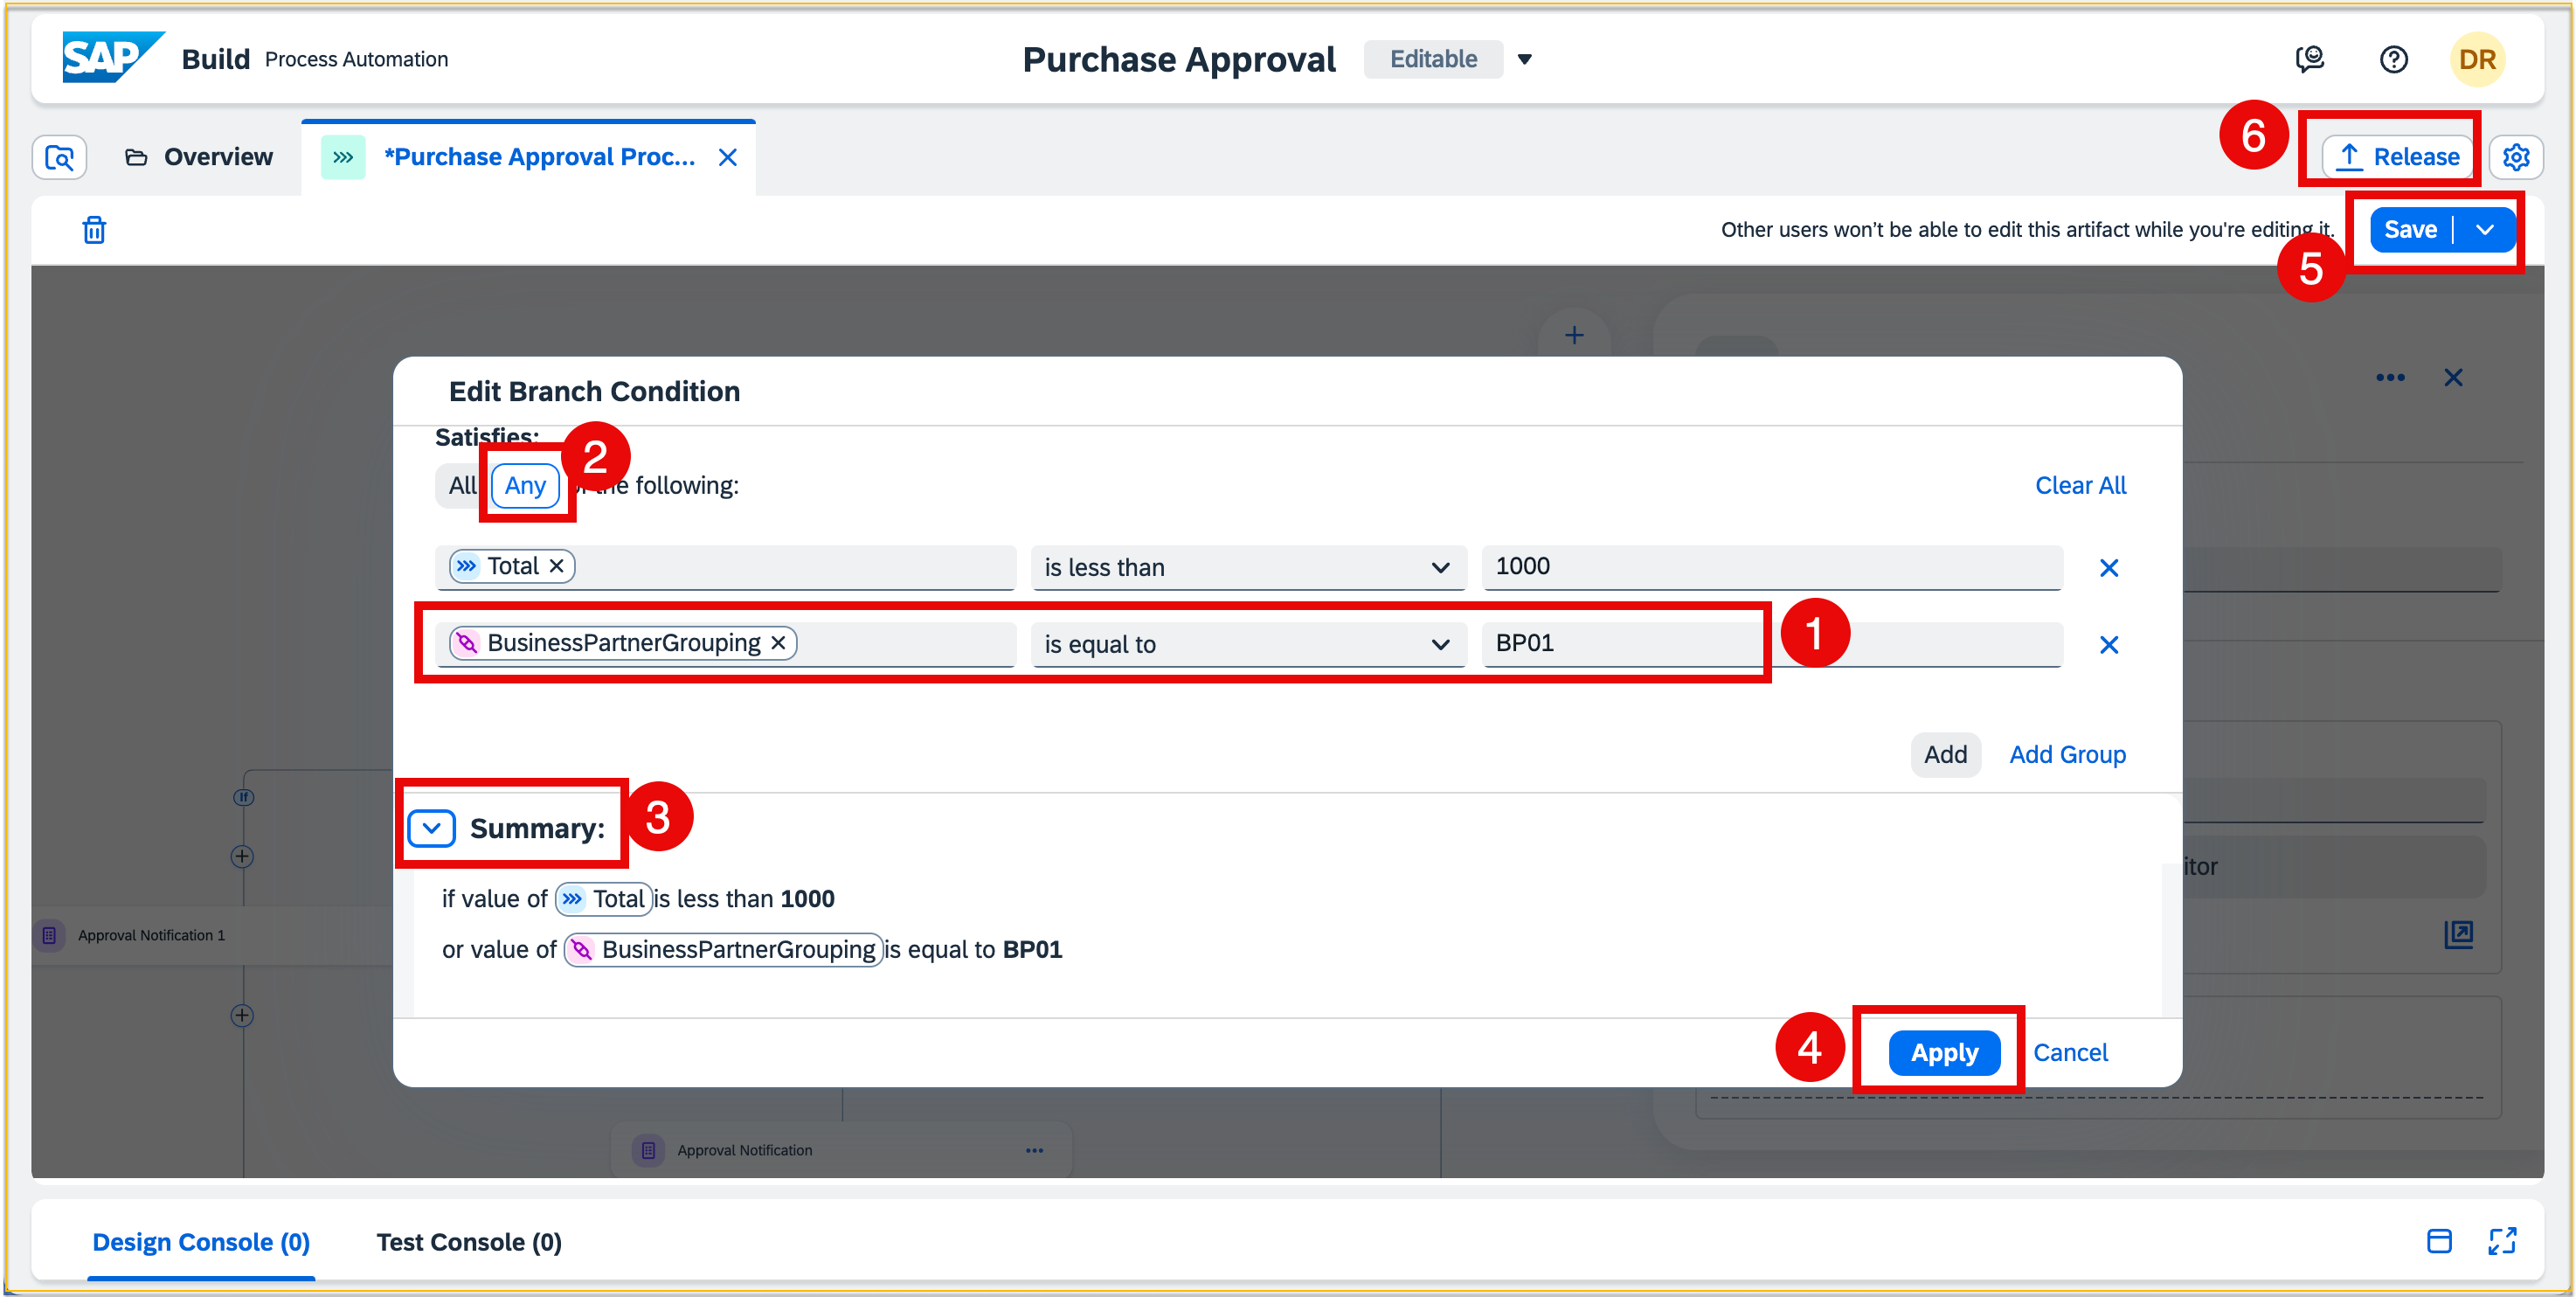 SAP Build Process Automation
Purchase Approval Editable
DR
Overview
*Purchase Approval Proc...
6
Release
Other users won't be able to edit this artifact while you're editing it.
Save
5
Edit Branch Condition
Satisfies:
2
All Any the following:
Clear All
Total is less than 1000
BusinessPartnerGrouping is equal to BP01
1
Add Add Group
If
Summary:
3
itor
if value of Total is less than 1000
or value of BusinessPartnerGrouping is equal to BP01
Approval Notification 1
4
Apply Cancel
Approval Notification
Design Console (0) Test Console (0)